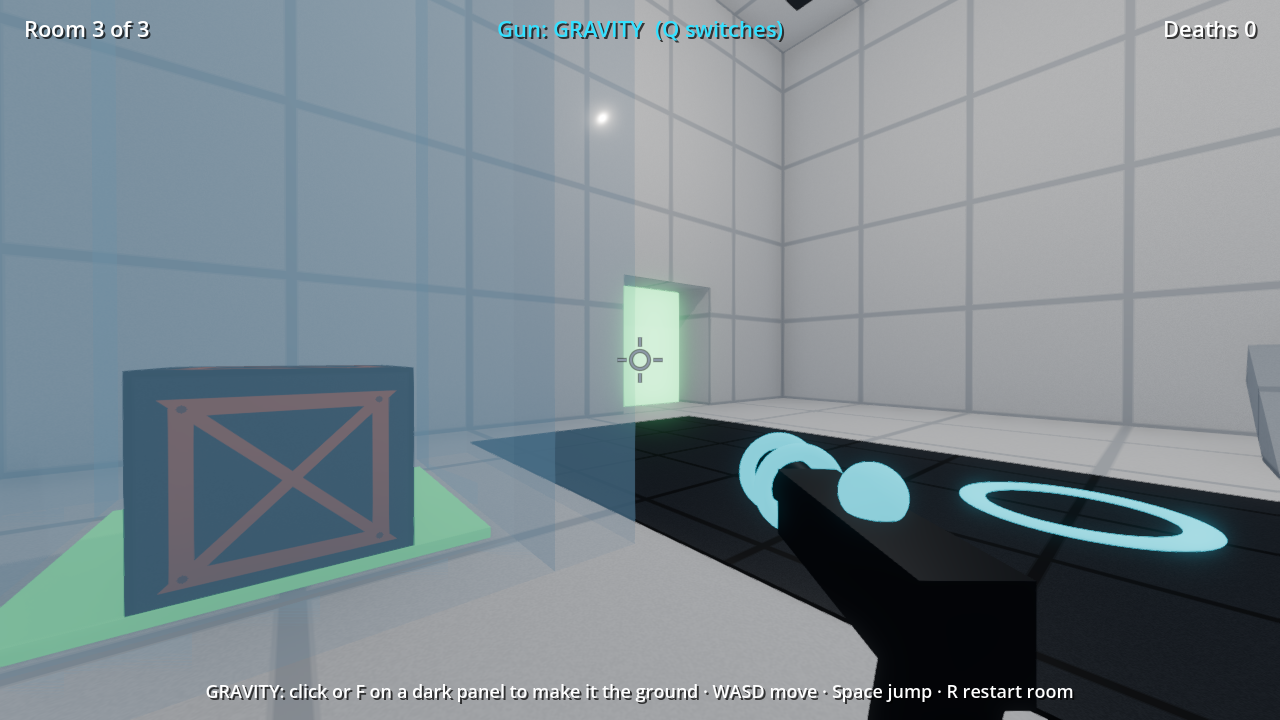 Room 3 of 3
Gun: GRAVITY (Q switches)
Deaths 0
GRAVITY: click or F on a dark panel to make it the ground · WASD move · Space jump · R restart room